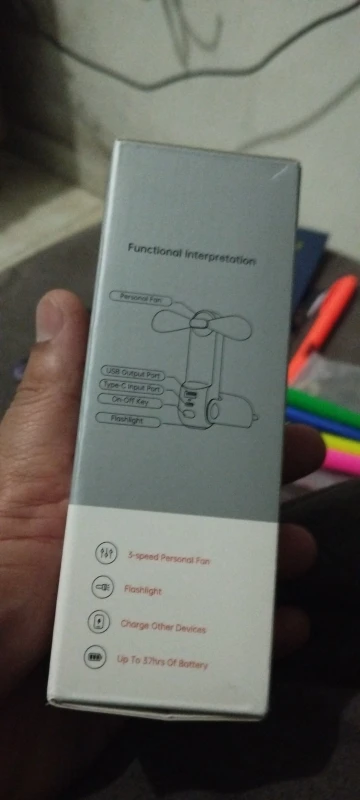 Functional Interpretation
Personal Fan
USB Output Port
Type-C Input Port
On-Off Key
Flashlight
3-speed Personal Fan
Flashlight
Charge Other Devices
Up To 37hrs Of Battery